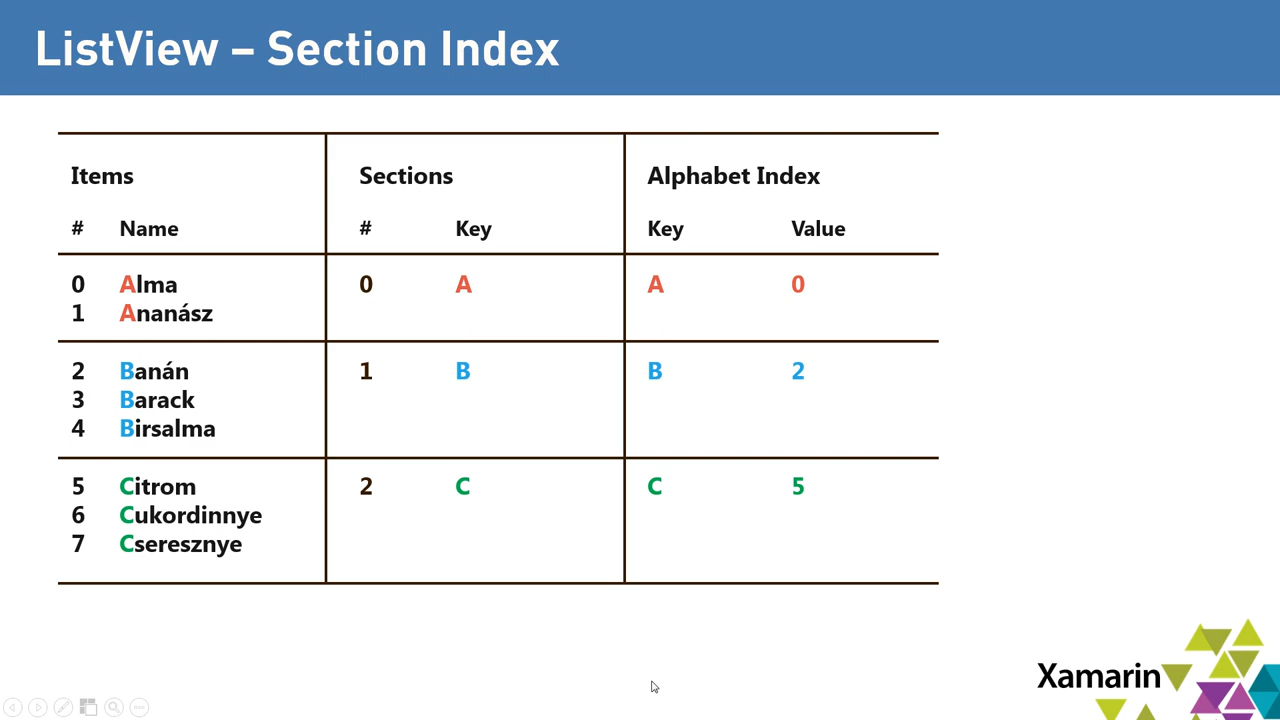 ListView – Section Index
Items Sections Alphabet Index
# Name # Key Key Value
0 Alma 0 A A 0
1 Ananász
2 Banán 1 B B 2
3 Barack
4 Birsalma
5 Citrom 2 C C 5
6 Cukordinnye
7 Cseresznye
Xamarin